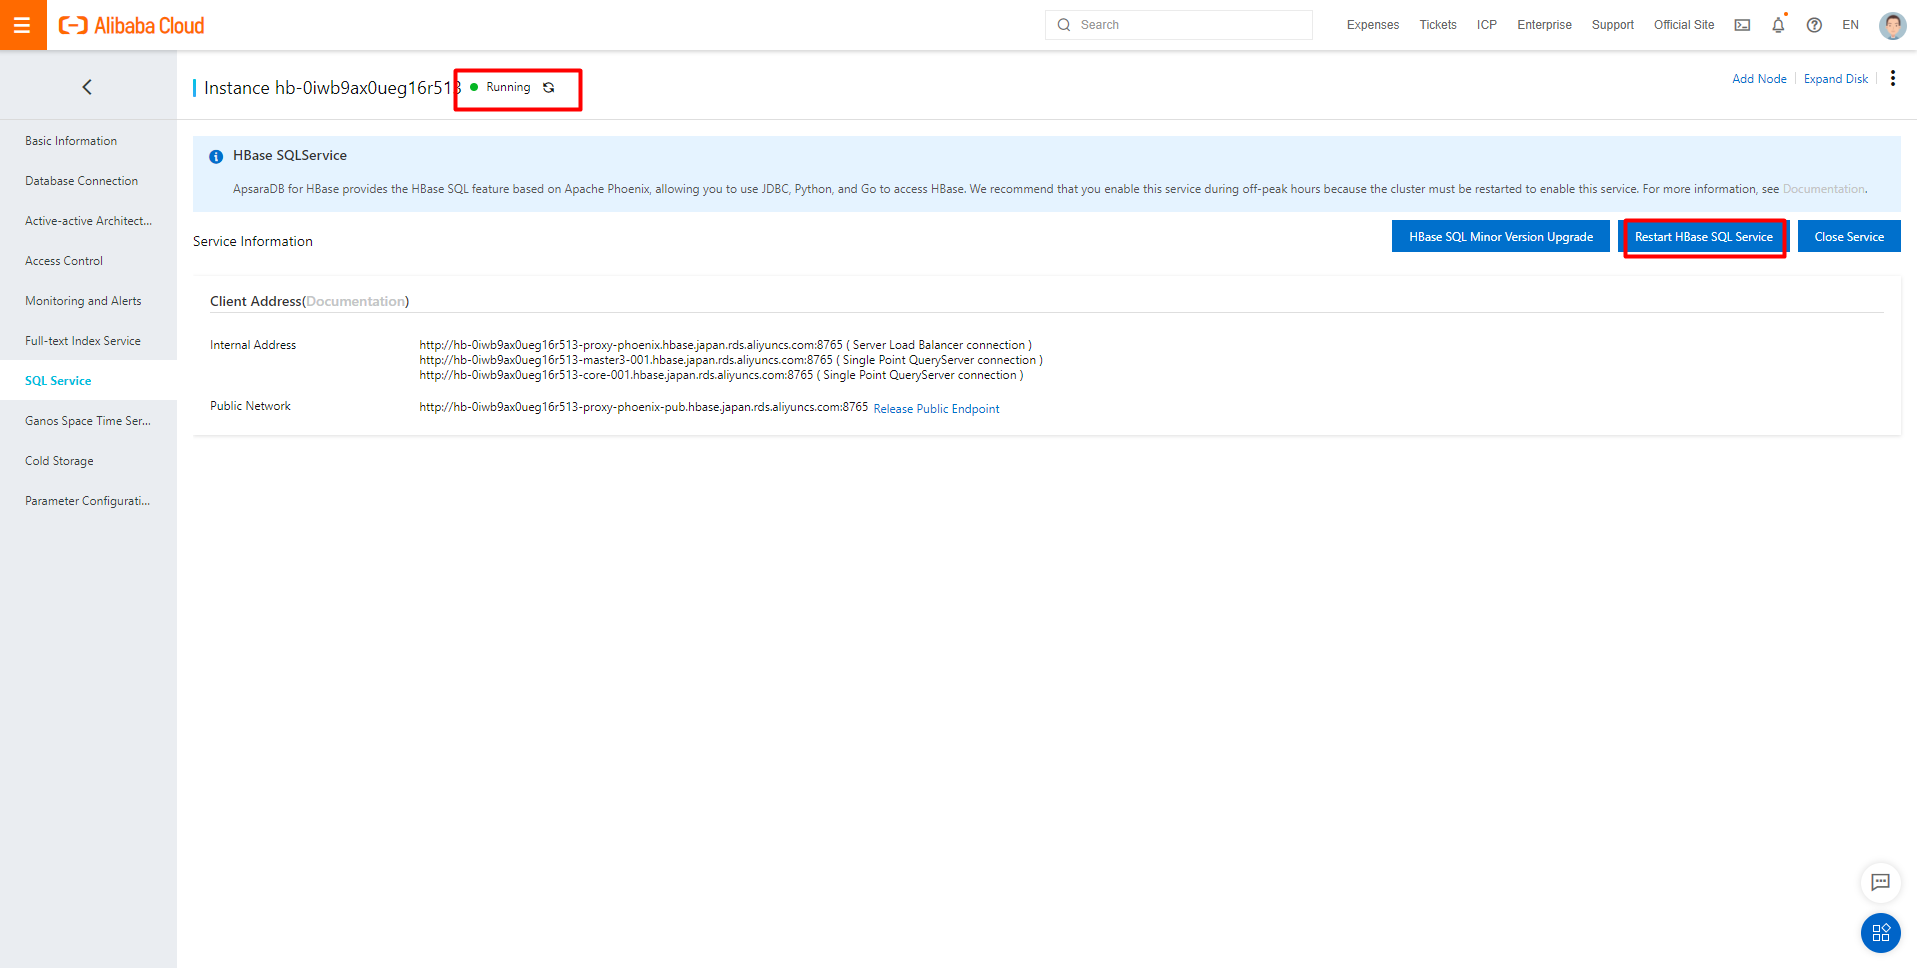 Alibaba Cloud
Search
Expenses Tickets ICP Enterprise Support Official Site EN
Instance hb-0iwb9ax0ueg16r513 Running
Add Node Expand Disk
Basic Information
Database Connection
Active-active Architect...
Access Control
Monitoring and Alerts
Full-text Index Service
SQL Service
Ganos Space Time Ser...
Cold Storage
Parameter Configurati...
HBase SQLService
ApsaraDB for HBase provides the HBase SQL feature based on Apache Phoenix, allowing you to use JDBC, Python, and Go to access HBase. We recommend that you enable this service during off-peak hours because the cluster must be restarted to enable this service. For more information, see Documentation.
Service Information
HBase SQL Minor Version Upgrade Restart HBase SQL Service Close Service
Client Address(Documentation)
Internal Address
http://hb-0iwb9ax0ueg16r513-proxy-phoenix.hbase.japan.rds.aliyuncs.com:8765 ( Server Load Balancer connection )
http://hb-0iwb9ax0ueg16r513-master3-001.hbase.japan.rds.aliyuncs.com:8765 ( Single Point QueryServer connection )
http://hb-0iwb9ax0ueg16r513-core-001.hbase.japan.rds.aliyuncs.com:8765 ( Single Point QueryServer connection )
Public Network
http://hb-0iwb9ax0ueg16r513-proxy-phoenix-pub.hbase.japan.rds.aliyuncs.com:8765 Release Public Endpoint